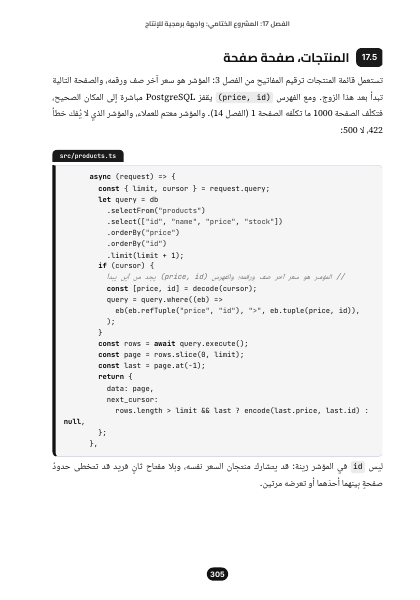 الفصل 17: المشروع الختامي: واجهة برمجية للإنتاج
17.5 المنتجات، صفحة صفحة
تستعمل قائمة المنتجات ترقيم المفاتيح من الفصل 3: المؤشر هو سعر آخر صف ورقمه، والصفحة التالية
تبدأ بعد هذا الزوج. ومع الفهرس (price, id) يقفز PostgreSQL مباشرة إلى المكان الصحيح،
فتكلّف الصفحة 1000 ما تكلّفه الصفحة 1 (الفصل 14). والمؤشر معتم للعملاء، والمؤشر الذي لا يُفك خطأ
422، لا 500:
src/products.ts
async (request) => {
const { limit, cursor } = request.query;
let query = db
.selectFrom("products")
.select(["id", "name", "price", "stock"])
.orderBy("price")
.orderBy("id")
.limit(limit + 1);
if (cursor) {
// المؤشر هو سعر آخر صف ورقمه؛ والفهرس (price, id) يجد من أين يبدأ
const [price, id] = decode(cursor);
query = query.where((eb) =>
eb(eb.refTuple("price", "id"), ">", eb.tuple(price, id)),
);
}
const rows = await query.execute();
const page = rows.slice(0, limit);
const last = page.at(-1);
return {
data: page,
next_cursor:
rows.length > limit && last ? encode(last.price, last.id) :
null,
};
},
ليس id في المؤشر زينة: قد يتشارك منتجان السعر نفسه، وبلا مفتاح ثانٍ فريد قد تتخطى حدودُ
صفحةٍ بينهما أحدَهما أو تعرضه مرتين.
305